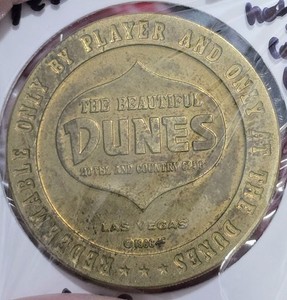 REDEEMABLE ONLY BY PLAYER AND ONLY AT THE DUNES
THE BEAUTIFUL
DUNES
HOTEL AND COUNTRY CLUB
LAS VEGAS